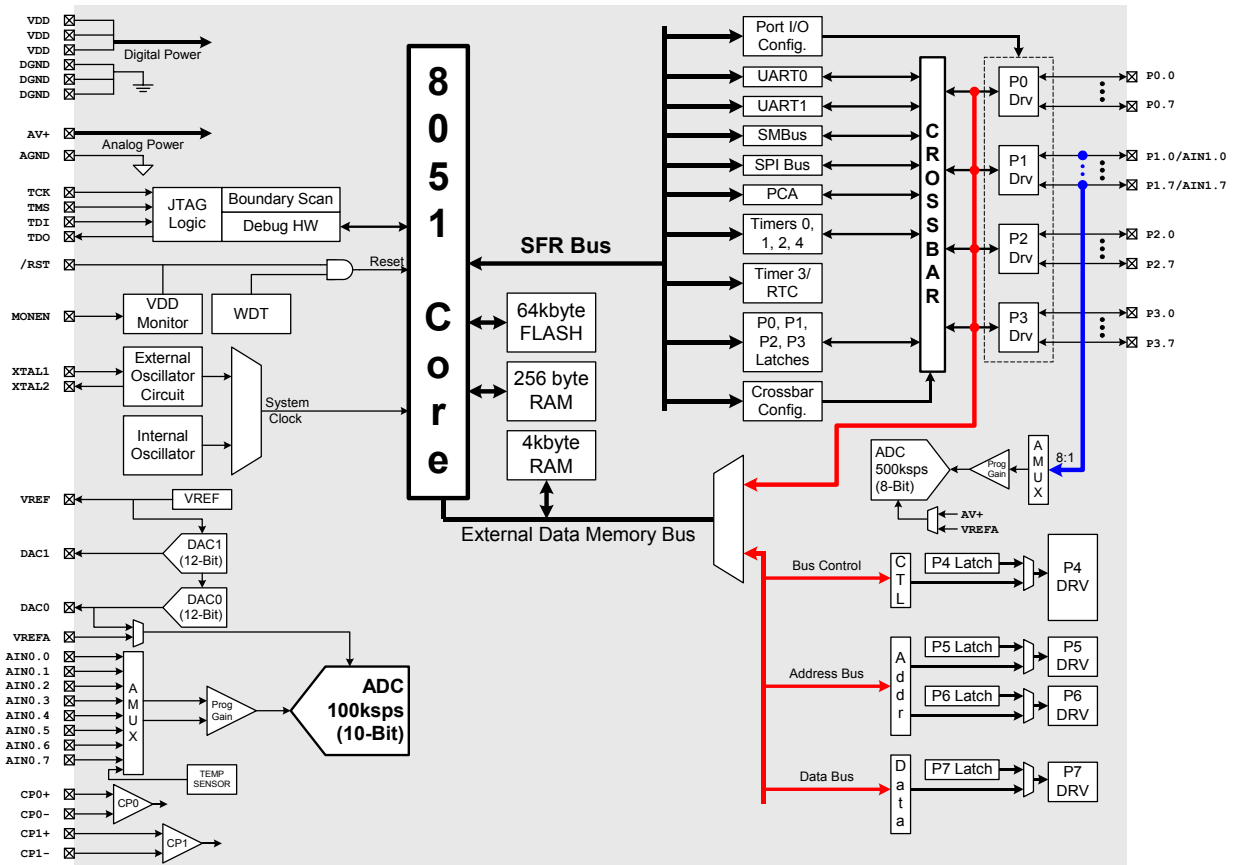 VDD
VDD
VDD
Digital Power
DGND
DGND
DGND
AV+
Analog Power
AGND
TCK
TMS
TDI
TDO
JTAG
Logic
Boundary Scan
Debug HW
/RST
Reset
MONEN
VDD
Monitor
WDT
XTAL1
XTAL2
External
Oscillator
Circuit
System
Clock
Internal
Oscillator
VREF
VREF
DAC1
DAC1
(12-Bit)
DAC0
DAC0
(12-Bit)
VREFA
AIN0.0
AIN0.1
AIN0.2
AIN0.3
AIN0.4
AIN0.5
AIN0.6
AIN0.7
AMUX
Prog
Gain
ADC
100ksps
(10-Bit)
TEMP
SENSOR
CP0+
CP0-
CP0
CP1+
CP1-
CP1
8051 Core
SFR Bus
64kbyte
FLASH
256 byte
RAM
4kbyte
RAM
External Data Memory Bus
Port I/O
Config.
UART0
UART1
SMBus
SPI Bus
PCA
Timers 0,
1, 2, 4
Timer 3/
RTC
P0, P1,
P2, P3
Latches
Crossbar
Config.
CROSSBAR
P0
Drv
P1
Drv
P2
Drv
P3
Drv
P0.0
P0.7
P1.0/AIN1.0
P1.7/AIN1.7
P2.0
P2.7
P3.0
P3.7
ADC
500ksps
(8-Bit)
Prog
Gain
AMUX
8:1
AV+
VREFA
Bus Control
CTL
P4 Latch
P4
DRV
Address Bus
Addr
P5 Latch
P5
DRV
P6 Latch
P6
DRV
Data Bus
Data
P7 Latch
P7
DRV